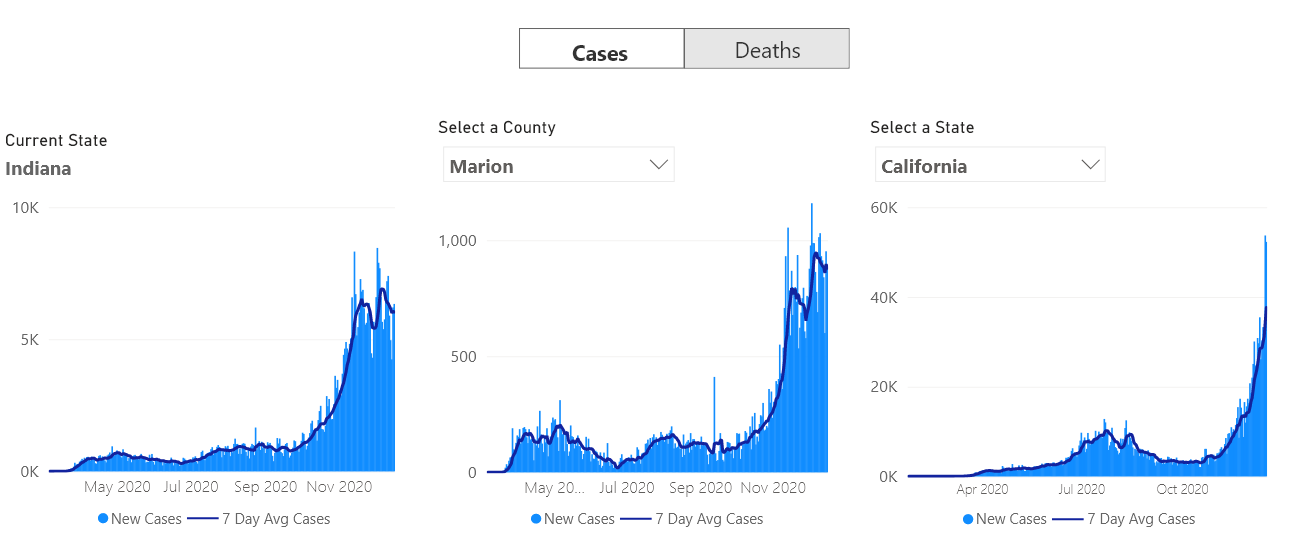 Cases
Deaths
Current State
Indiana
10K
5K
0K
May 2020 Jul 2020 Sep 2020 Nov 2020
New Cases 7 Day Avg Cases
Select a County
Marion
1,000
500
0
May 20... Jul 2020 Sep 2020 Nov 2020
New Cases 7 Day Avg Cases
Select a State
California
60K
40K
20K
0K
Apr 2020 Jul 2020 Oct 2020
New Cases 7 Day Avg Cases